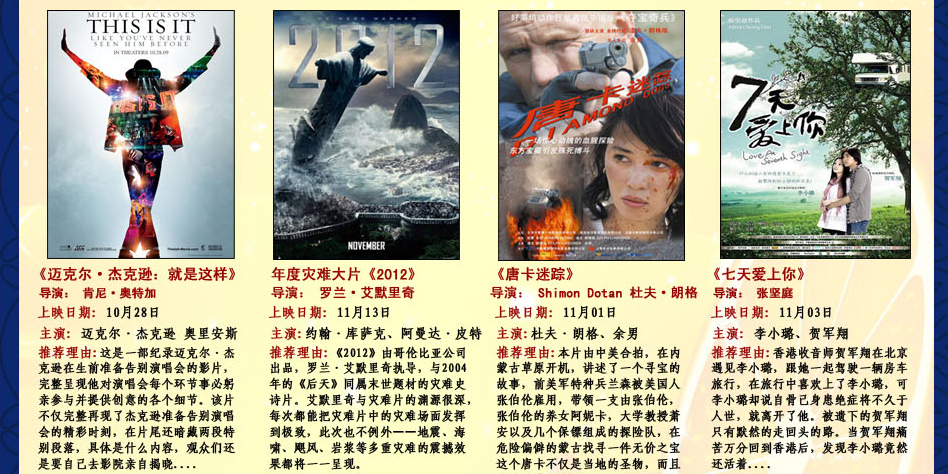 MICHAEL JACKSON'S
THIS IS IT
LIKE YOU'VE NEVER
SEEN HIM BEFORE
IN THEATERS 10.28.09
《迈克尔·杰克逊:就是这样》
导演: 肯尼·奥特加
上映日期: 10月28日
主演: 迈克尔·杰克逊 奥里安斯
推荐理由:这是一部纪录迈克尔·杰
克逊在生前准备告别演唱会的影片,
完整呈现他对演唱会每个环节事必躬
亲参与并提供创意的各个细节。该片
不仅完整再现了杰克逊准备告别演唱
会的精彩时刻,在片尾还暗藏两段特
别段落,具体是什么内容,观众们还
是要自己去影院亲自揭晓....
WE WERE WARNED
2012
NOVEMBER
年度灾难大片《2012》
导演: 罗兰·艾默里奇
上映日期: 11月13日
主演:约翰·库萨克、阿曼达·皮特
推荐理由:《2012》由哥伦比亚公司
出品,罗兰·艾默里奇执导,与2004
年的《后天》同属末世题材的灾难史
诗片。艾默里奇与灾难片的渊源很深,
每次都能把灾难片中的灾难场面发挥
到极致,此次也不例外——地震、海
啸、飓风、岩浆等多重灾难的震撼效
果都将一一呈现。
唐卡迷踪
东方宝藏引发殊死搏斗
《唐卡迷踪》
导演: Shimon Dotan 杜夫·朗格
上映日期: 11月01日
主演:杜夫·朗格、余男
推荐理由:本片由中美合拍,在内
蒙古草原开机,讲述了一个寻宝的
故事,前美军特种兵兰森被美国人
张伯伦雇用,带领一支由张伯伦,
张伯伦的养女阿妮卡,大学教授萧
安以及几个保镖组成的探险队,在
危险偏僻的蒙古找寻一件无价之宝
这个唐卡不仅是当地的圣物,而且
7天
爱上你
Love At
Seventh Sight
贺军翔
李小璐
《七天爱上你》
导演: 张坚庭
上映日期: 11月03日
主演: 李小璐、贺军翔
推荐理由:香港收音师贺军翔在北京
遇见李小璐,跟她一起驾驶一辆房车
旅行,在旅行中喜欢上了李小璐,可
李小璐却说自骨己身患绝症将不久于
人世,就离开了他。被遗下的贺军翔
只有默然的走回头的路。当贺军翔痛
苦万分回到香港后,发现李小璐竟然
还活着....